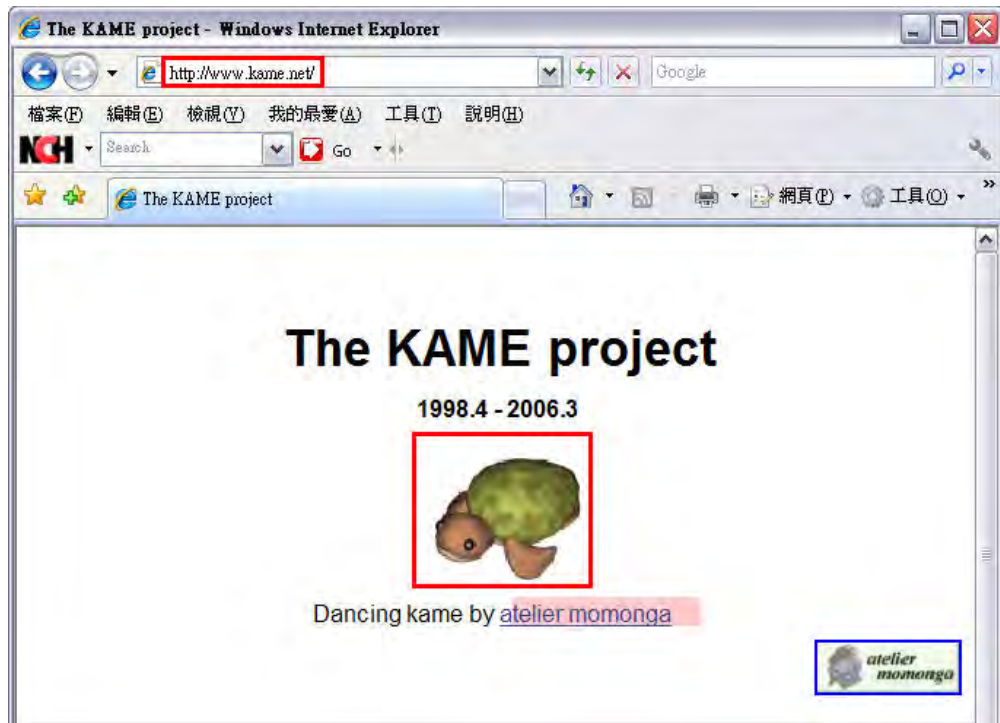 The KAME project - Windows Internet Explorer
http://www.kame.net/
Google
檔案(F) 編輯(E) 檢視(V) 我的最愛(A) 工具(T) 說明(H)
NCH Search Go
The KAME project
網頁(P) 工具(O) »
The KAME project
1998.4 - 2006.3
Dancing kame by atelier momonga
atelier
momonga